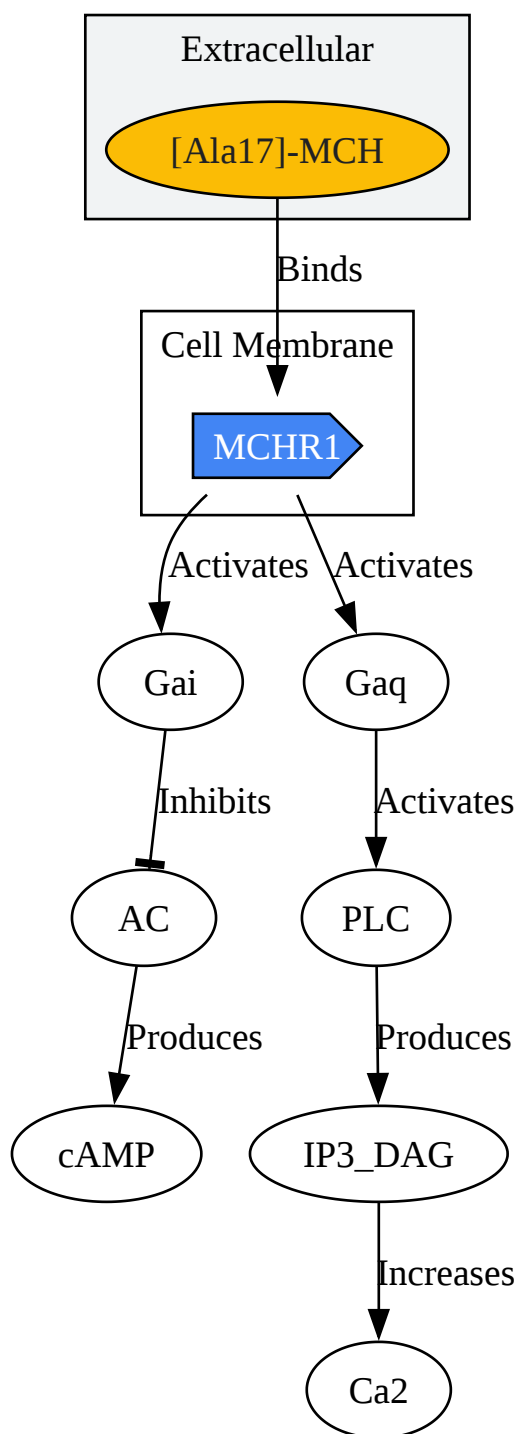 Extracellular
[Ala17]-MCH
Binds
Cell Membrane
MCHR1
Activates
Activates
Gai
Gaq
Inhibits
Activates
AC
PLC
Produces
Produces
cAMP
IP3_DAG
Increases
Ca2